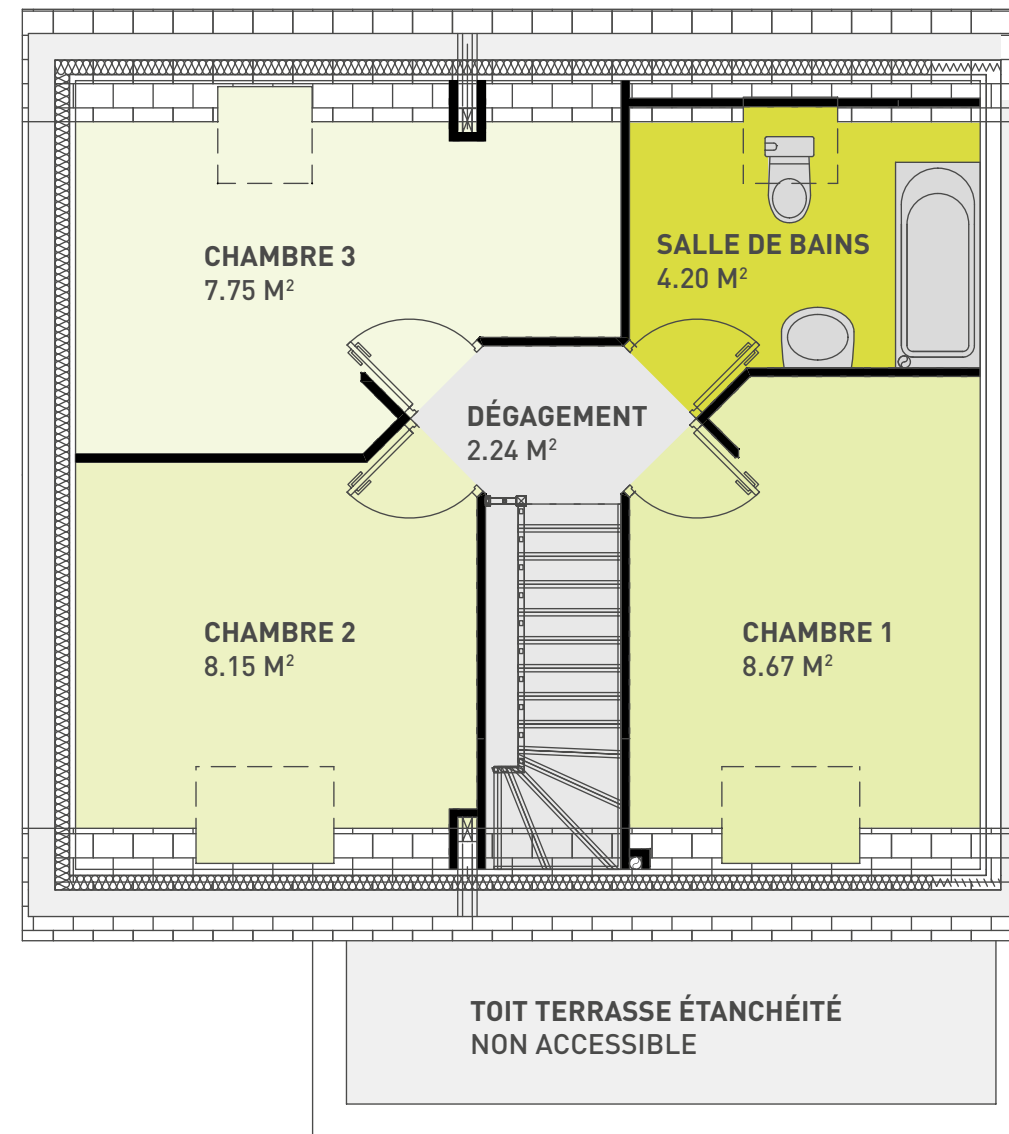 CHAMBRE 3
7.75 M²
SALLE DE BAINS
4.20 M²
DÉGAGEMENT
2.24 M²
CHAMBRE 2
8.15 M²
CHAMBRE 1
8.67 M²
TOIT TERRASSE ÉTANCHÉITÉ
NON ACCESSIBLE